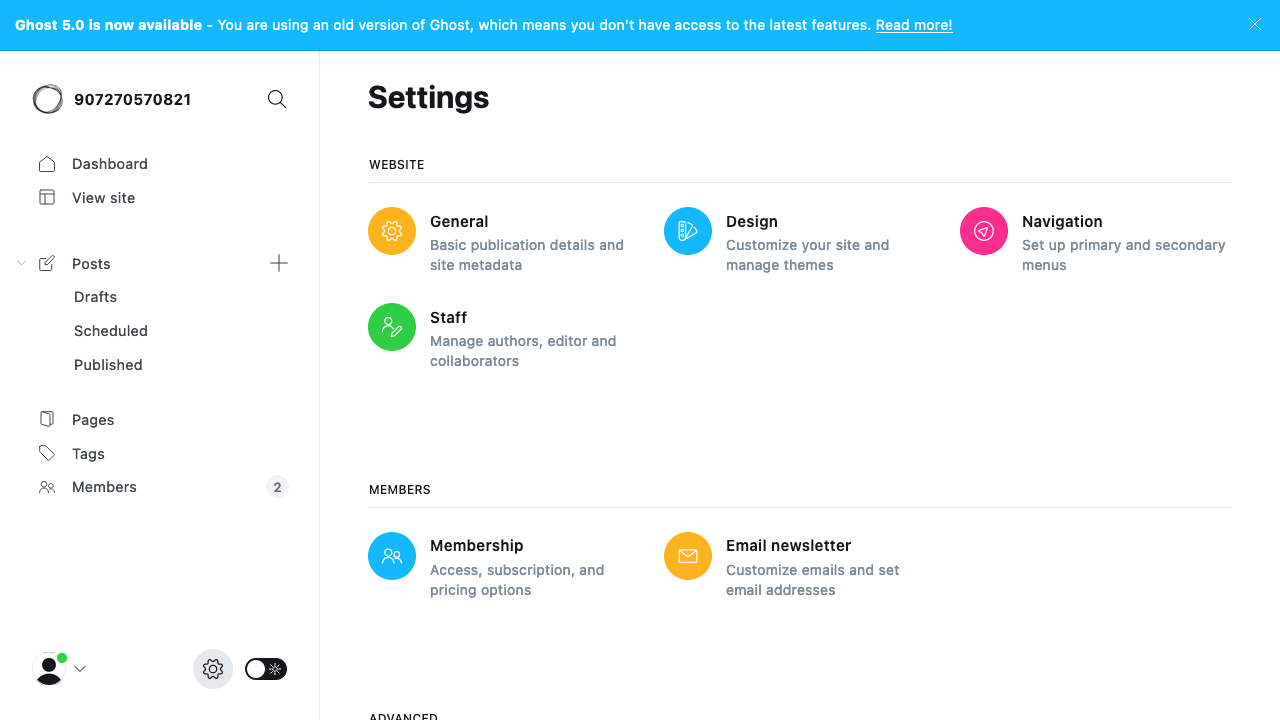 Ghost 5.0 is now available - You are using an old version of Ghost, which means you don't have access to the latest features. Read more!
907270570821
Dashboard
View site
Posts
Drafts
Scheduled
Published
Pages
Tags
Members 2
Settings
WEBSITE
General
Basic publication details and
site metadata
Design
Customize your site and
manage themes
Navigation
Set up primary and secondary
menus
Staff
Manage authors, editor and
collaborators
MEMBERS
Membership
Access, subscription, and
pricing options
Email newsletter
Customize emails and set
email addresses
ADVANCED